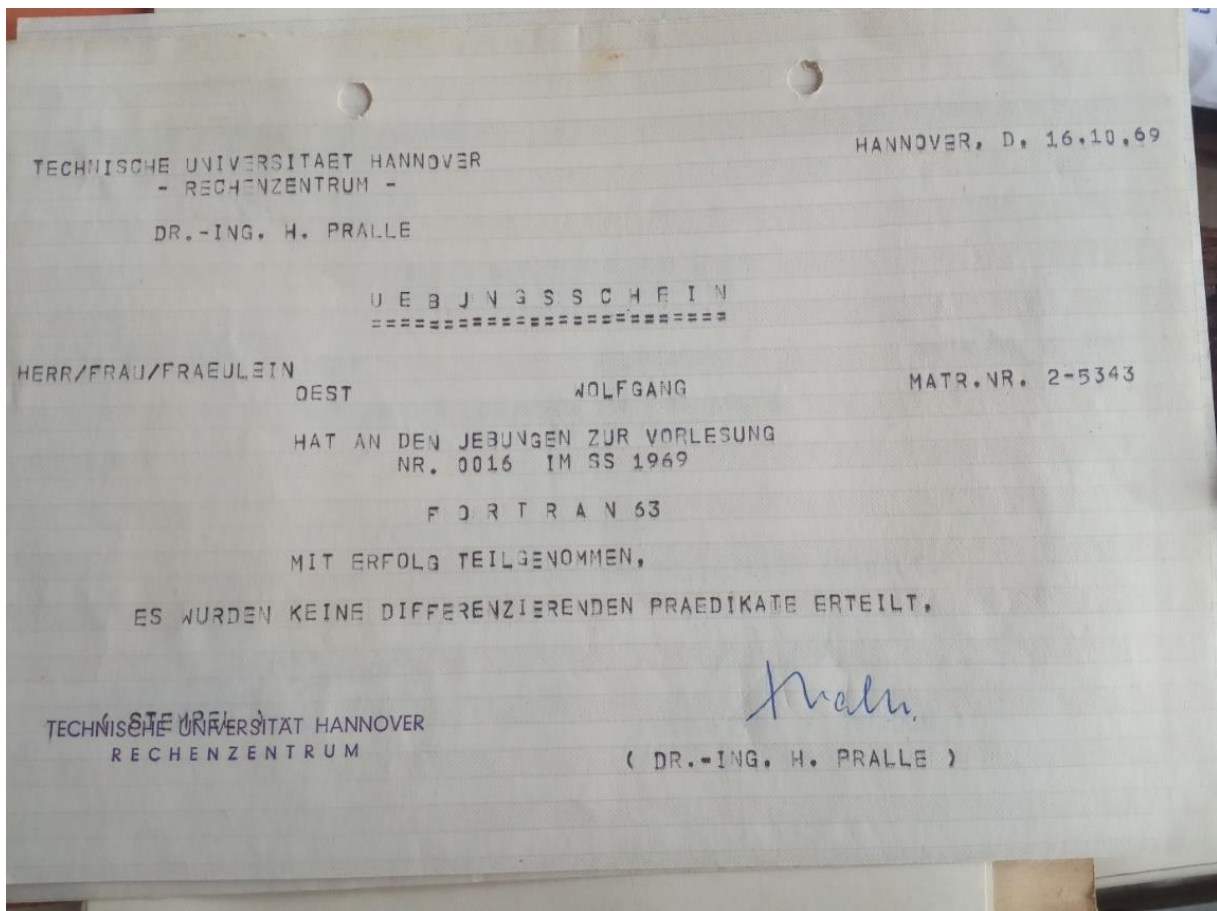 HANNOVER, D, 16.10.69
TECHNISCHE UNIVERSITAET HANNOVER
- RECHENZENTRUM -
DR.-ING. H. PRALLE
U E B U N G S S C H E I N
=========================
HERR/FRAU/FRAEULEIN
OEST WOLFGANG MATR.NR. 2-5343
HAT AN DEN UEBUNGEN ZUR VORLESUNG
NR. 0016 IM SS 1969
F O R T R A N 63
MIT ERFOLG TEILGENOMMEN,
ES WURDEN KEINE DIFFERENZIERENDEN PRAEDIKATE ERTEILT,
( STEMPEL )
TECHNISCHE UNIVERSITÄT HANNOVER
RECHENZENTRUM
( DR.-ING. H. PRALLE )